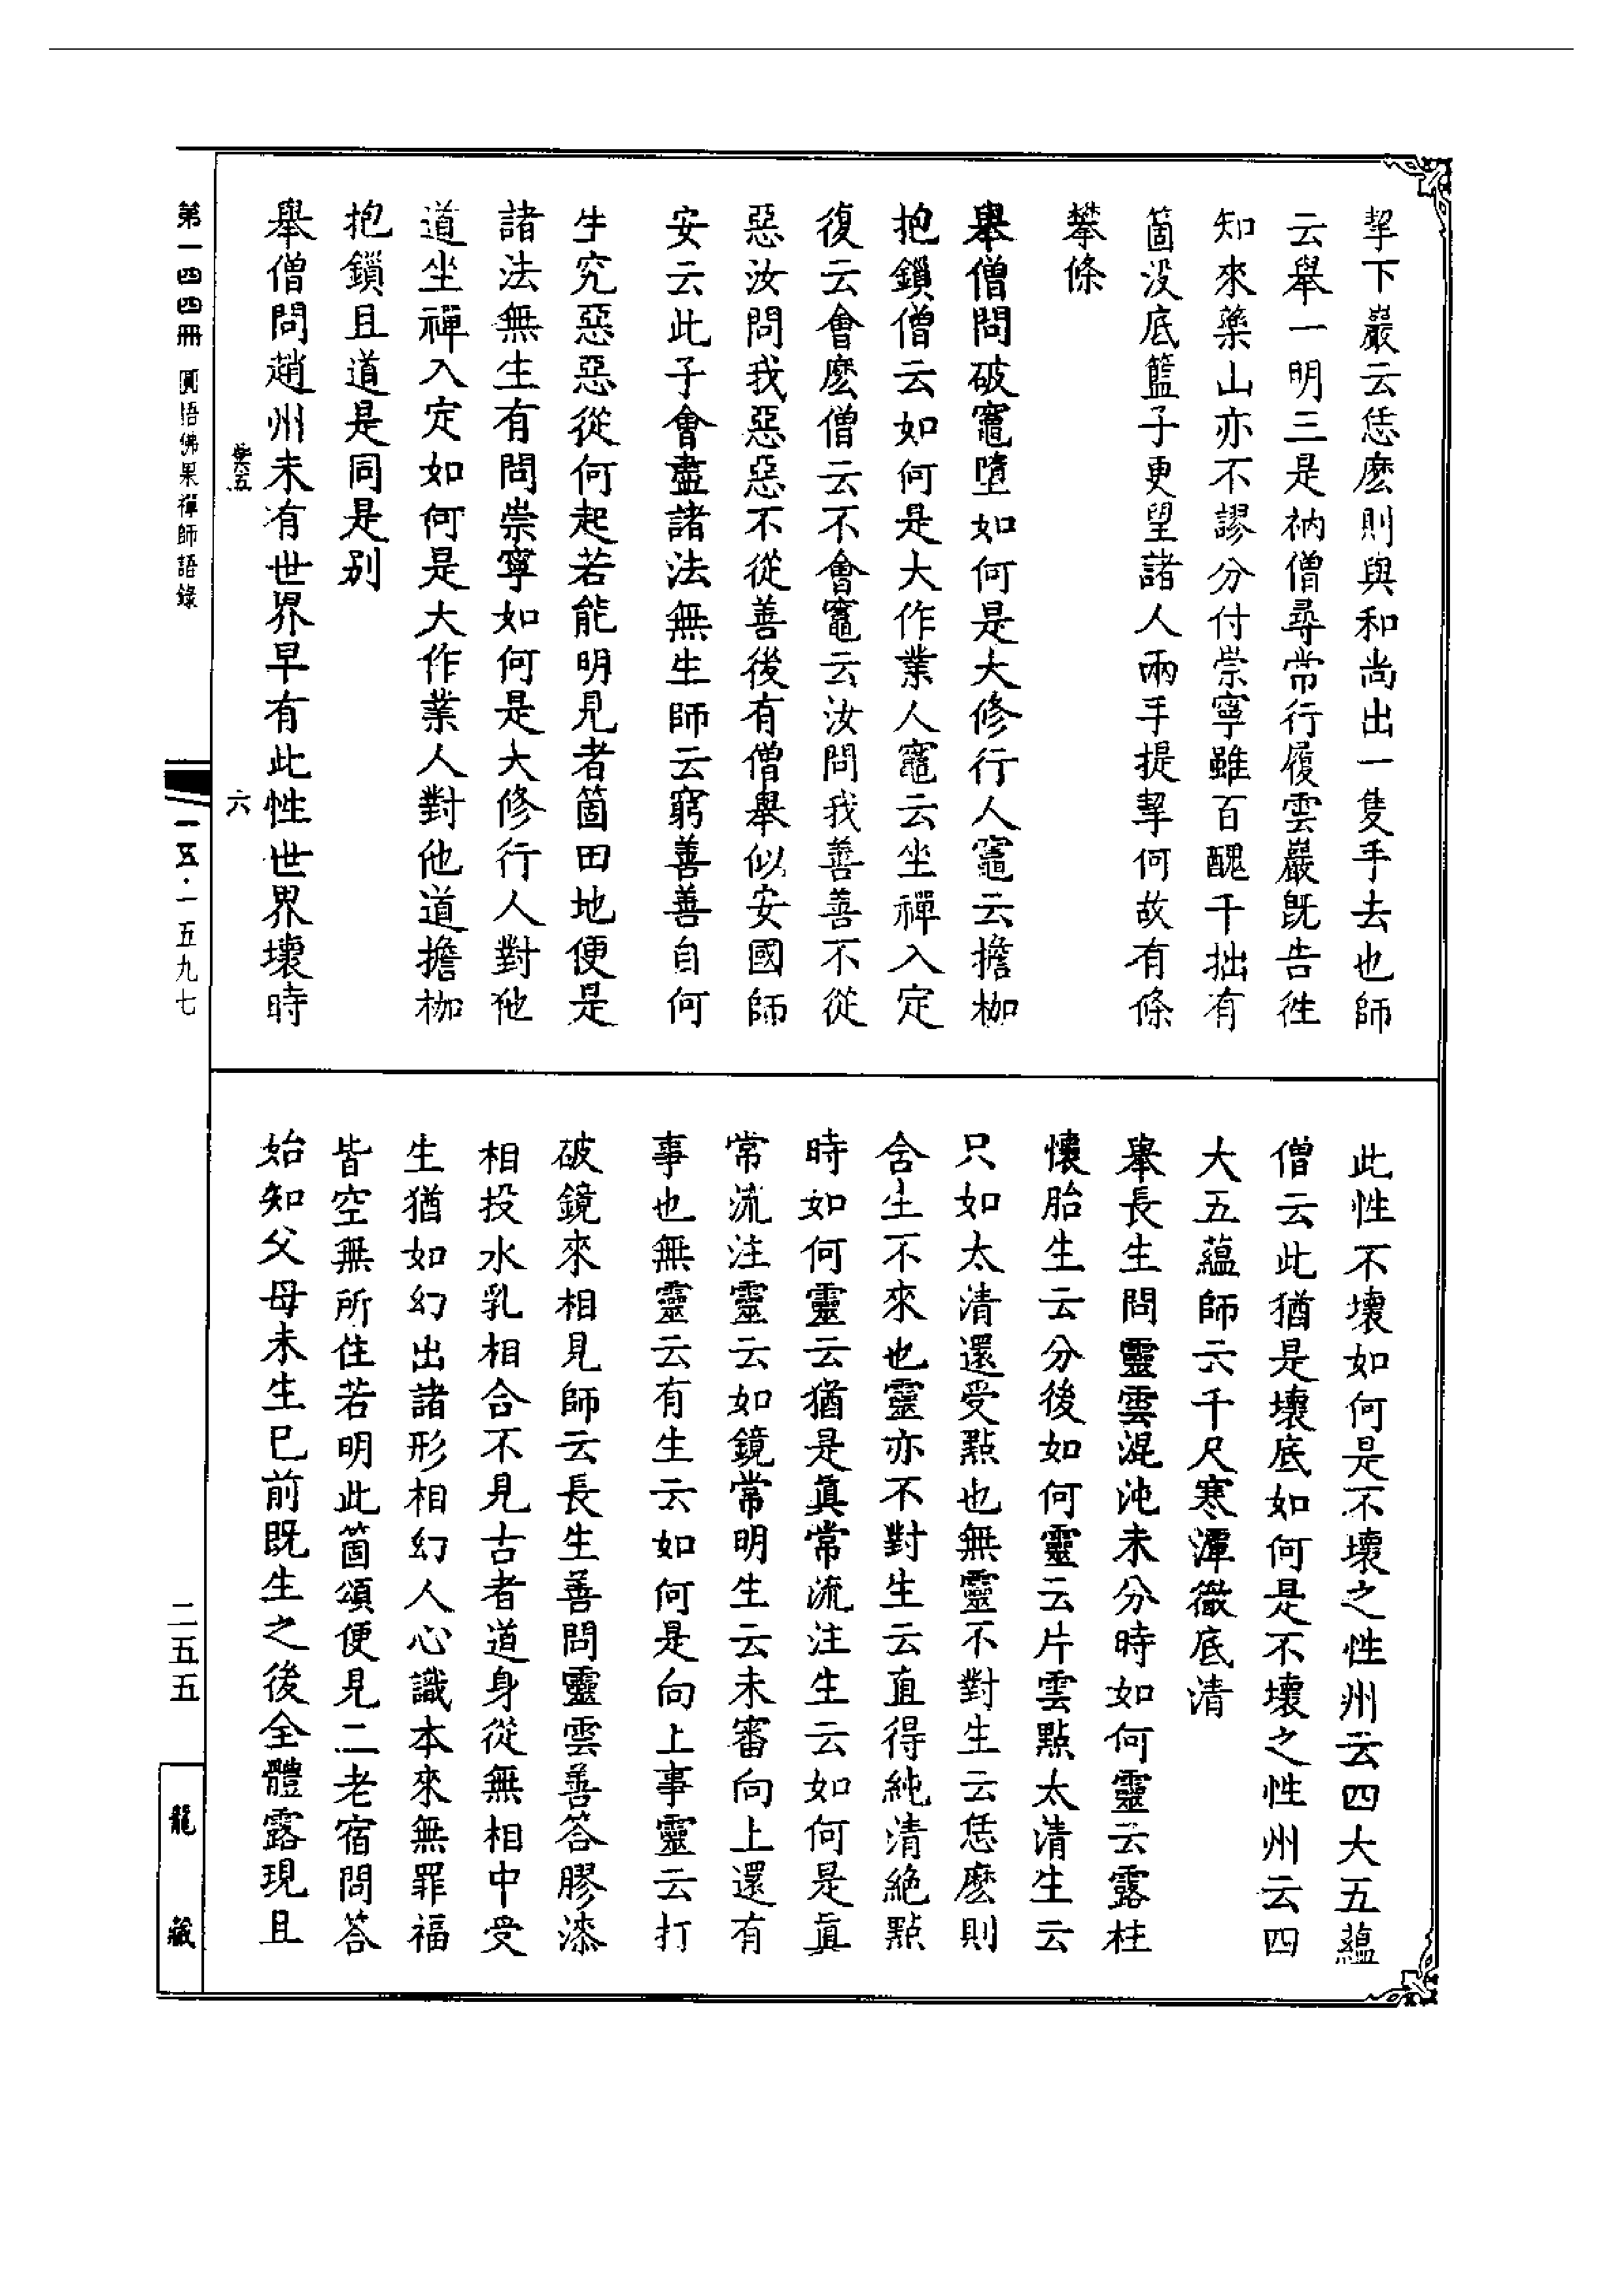 挈下巖云恁麽則與和尚出一隻手去也師
云舉一明三是衲僧尋常行履雲巖旣告徃
知來藥山亦不謬分付崇寧雖百醜千拙有
箇没底籃子更望諸人兩手提挈何故有條
攀條
舉僧問破竈墮如何是大修行人竈云擔枷
抱鎖僧云如何是大作業人竈云坐禪入定
復云會麽僧云不會竈云汝問我善善不從
惡汝問我惡惡不從善後有僧舉似安國師
安云此子會盡諸法無生師云窮善善自何
生究惡惡從何起若能明見者箇田地便是
諸法無生有問崇寧如何是大修行人對他
道坐禪入定如何是大作業人對他道擔枷
抱鎖且道是同是别
舉僧問趙州未有世界早有此性世界壞時
六
此性不壞如何是不壞之性州云四大五蘊
僧云此猶是壞底如何是不壞之性州云四
大五蘊師云千尺寒潭徹底清
舉長生問靈雲混沌未分時如何靈云露柱
懷胎生云分後如何靈云片雲點太清生云
只如太清還受點也無靈不對生云恁麽則
含生不來也靈亦不對生云直得純清絶點
時如何靈云猶是眞常流注生云如何是眞
常流注靈云如鏡常明生云未審向上還有
事也無靈云有生云如何是向上事靈云打
破鏡來相見師云長生善問靈雲善答膠漆
相投水乳相合不見古者道身從無相中受
生猶如幻出諸形相幻人心識本來無罪福
皆空無所住若明此箇頌便見二老宿問答
始知父母未生已前既生之後全體露現且
第一四四冊 圓悟佛果禪師語錄
一五·一五九七
二五五
龍藏